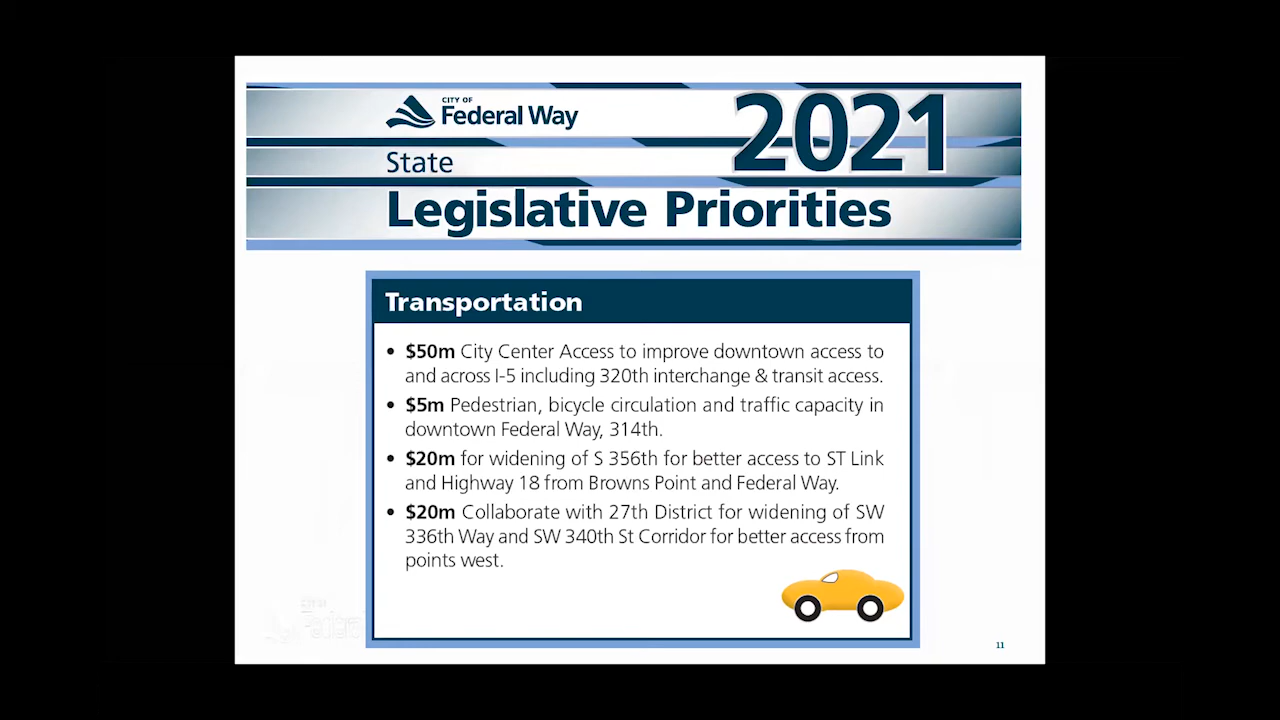 CITY OF
Federal Way
2021
State
Legislative Priorities
Transportation
• $50m City Center Access to improve downtown access to
and across I-5 including 320th interchange & transit access.
• $5m Pedestrian, bicycle circulation and traffic capacity in
downtown Federal Way, 314th.
• $20m for widening of S 356th for better access to ST Link
and Highway 18 from Browns Point and Federal Way.
• $20m Collaborate with 27th District for widening of SW
336th Way and SW 340th St Corridor for better access from
points west.
11